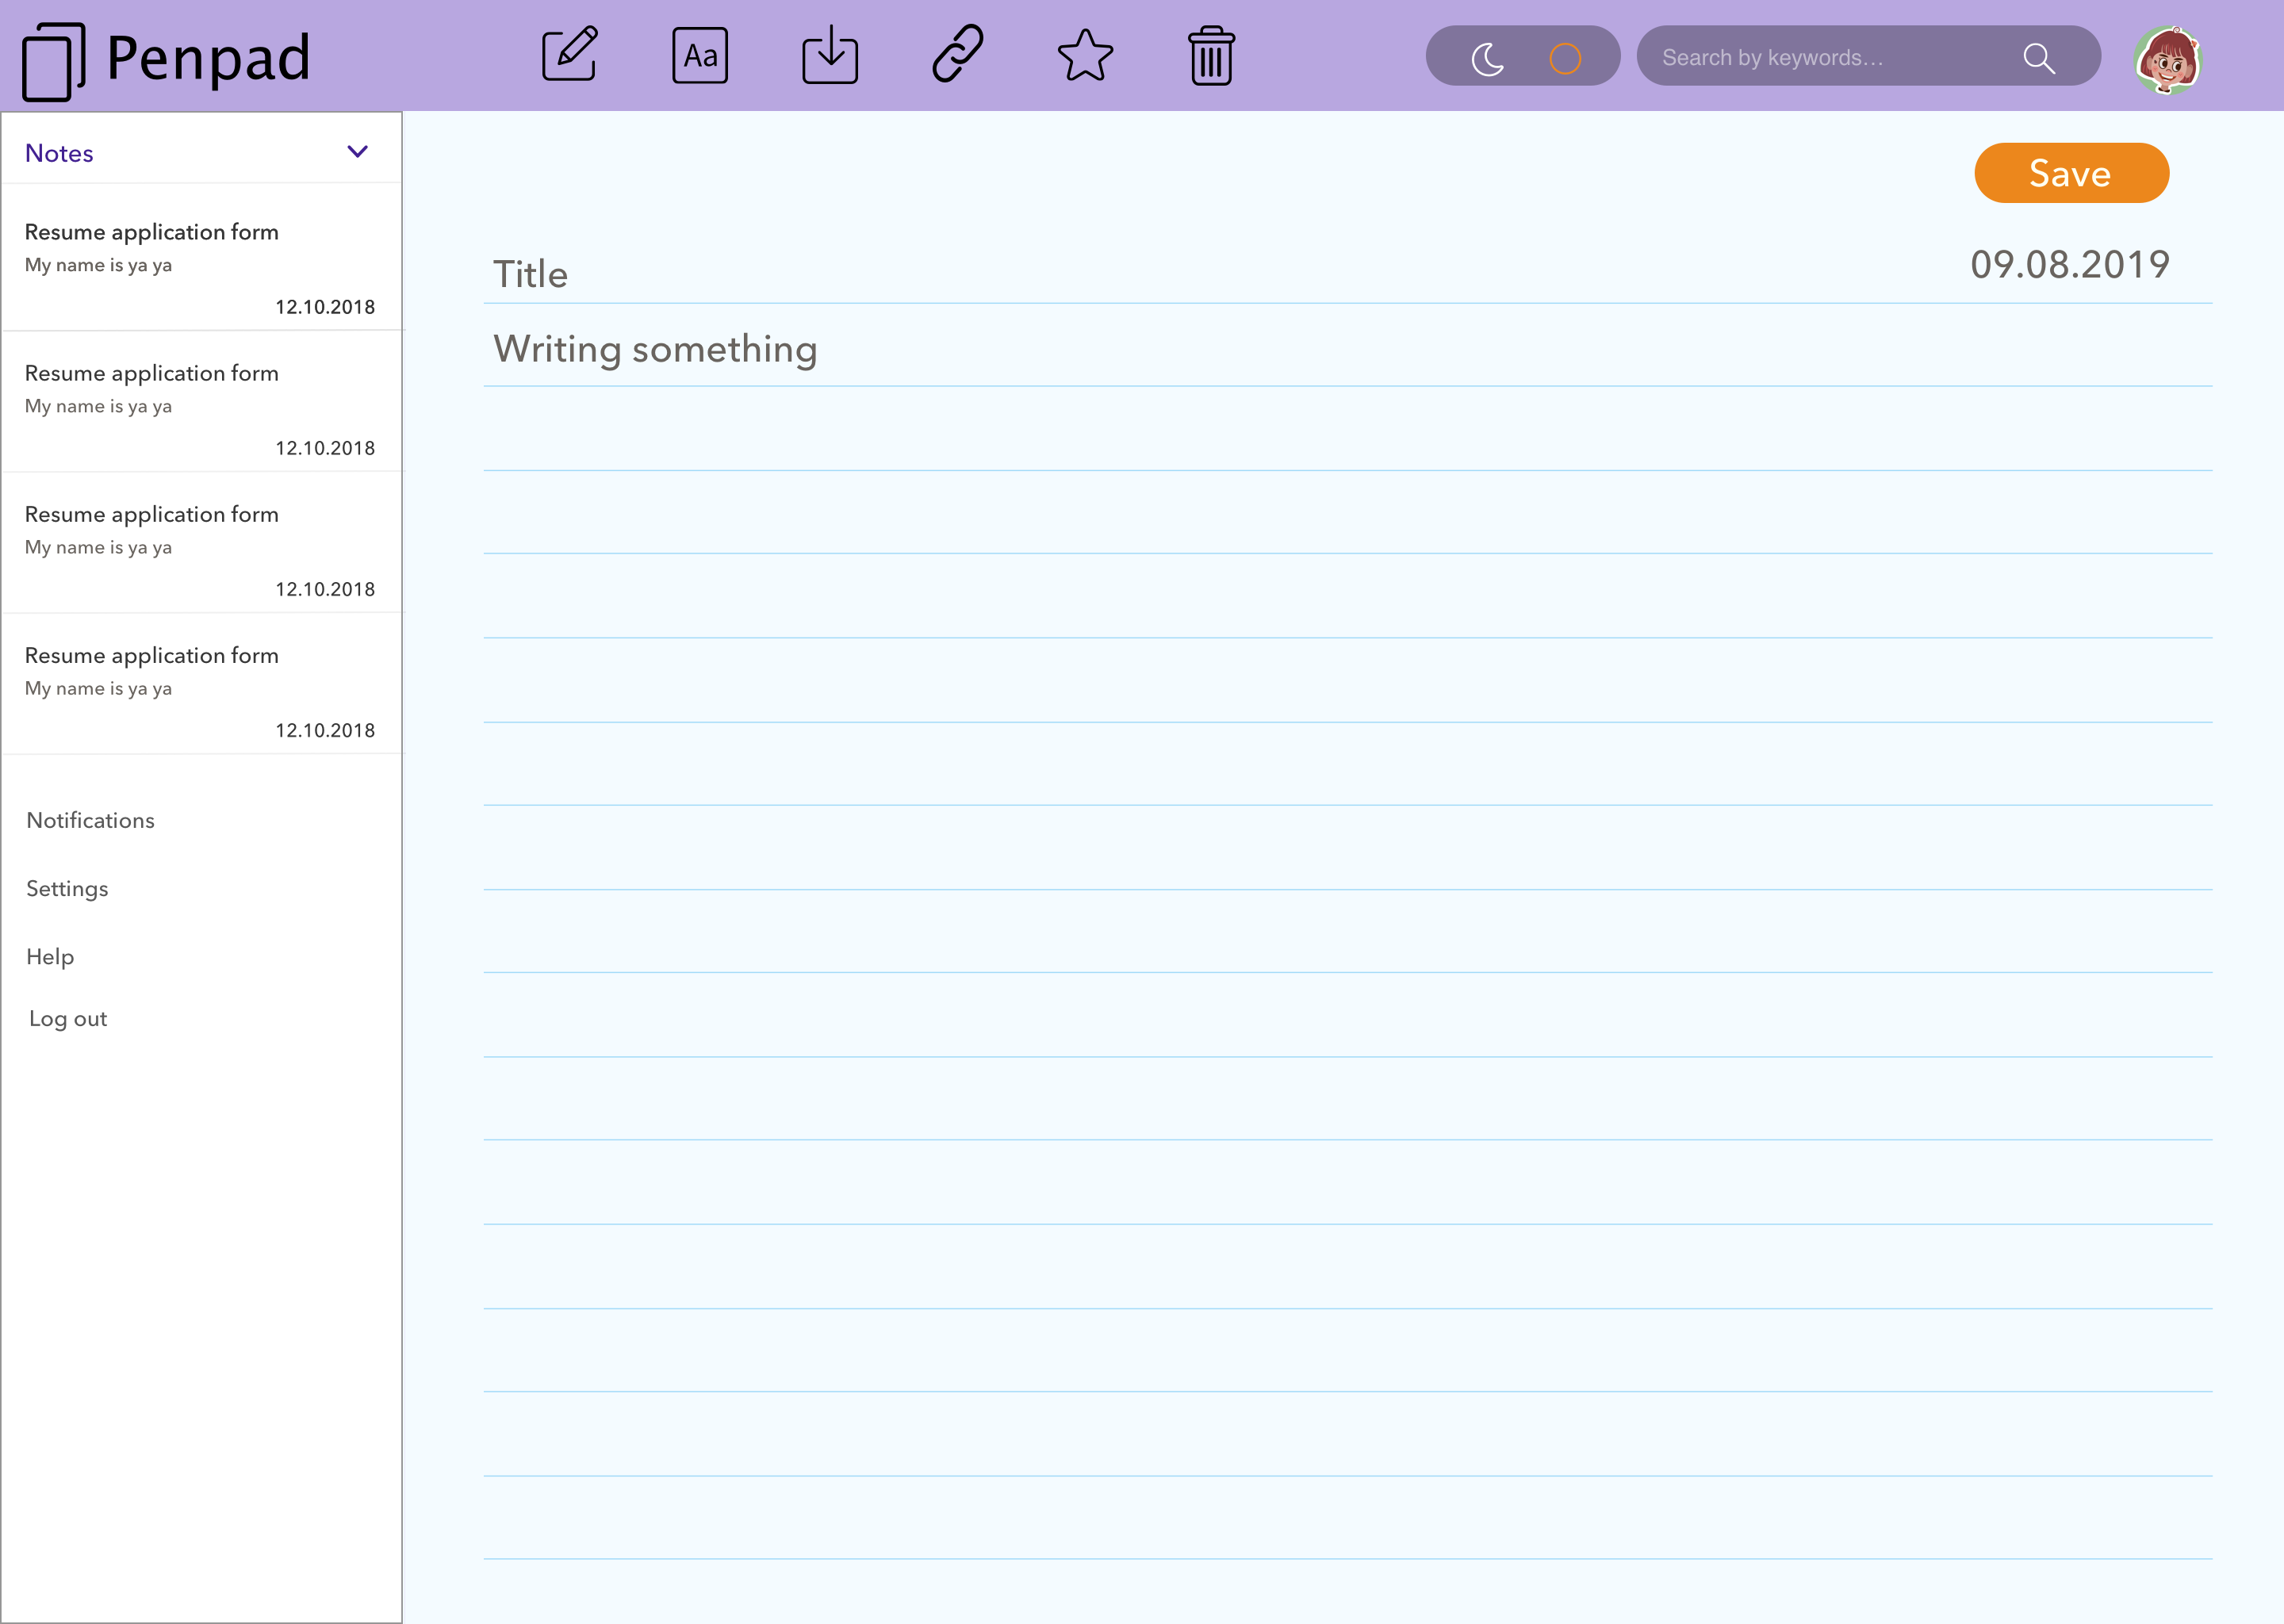 Penpad
Aa
Search by keywords...
Notes
Resume application form
My name is ya ya
12.10.2018
Resume application form
My name is ya ya
12.10.2018
Resume application form
My name is ya ya
12.10.2018
Resume application form
My name is ya ya
12.10.2018
Notifications
Settings
Help
Log out
Save
Title
09.08.2019
Writing something